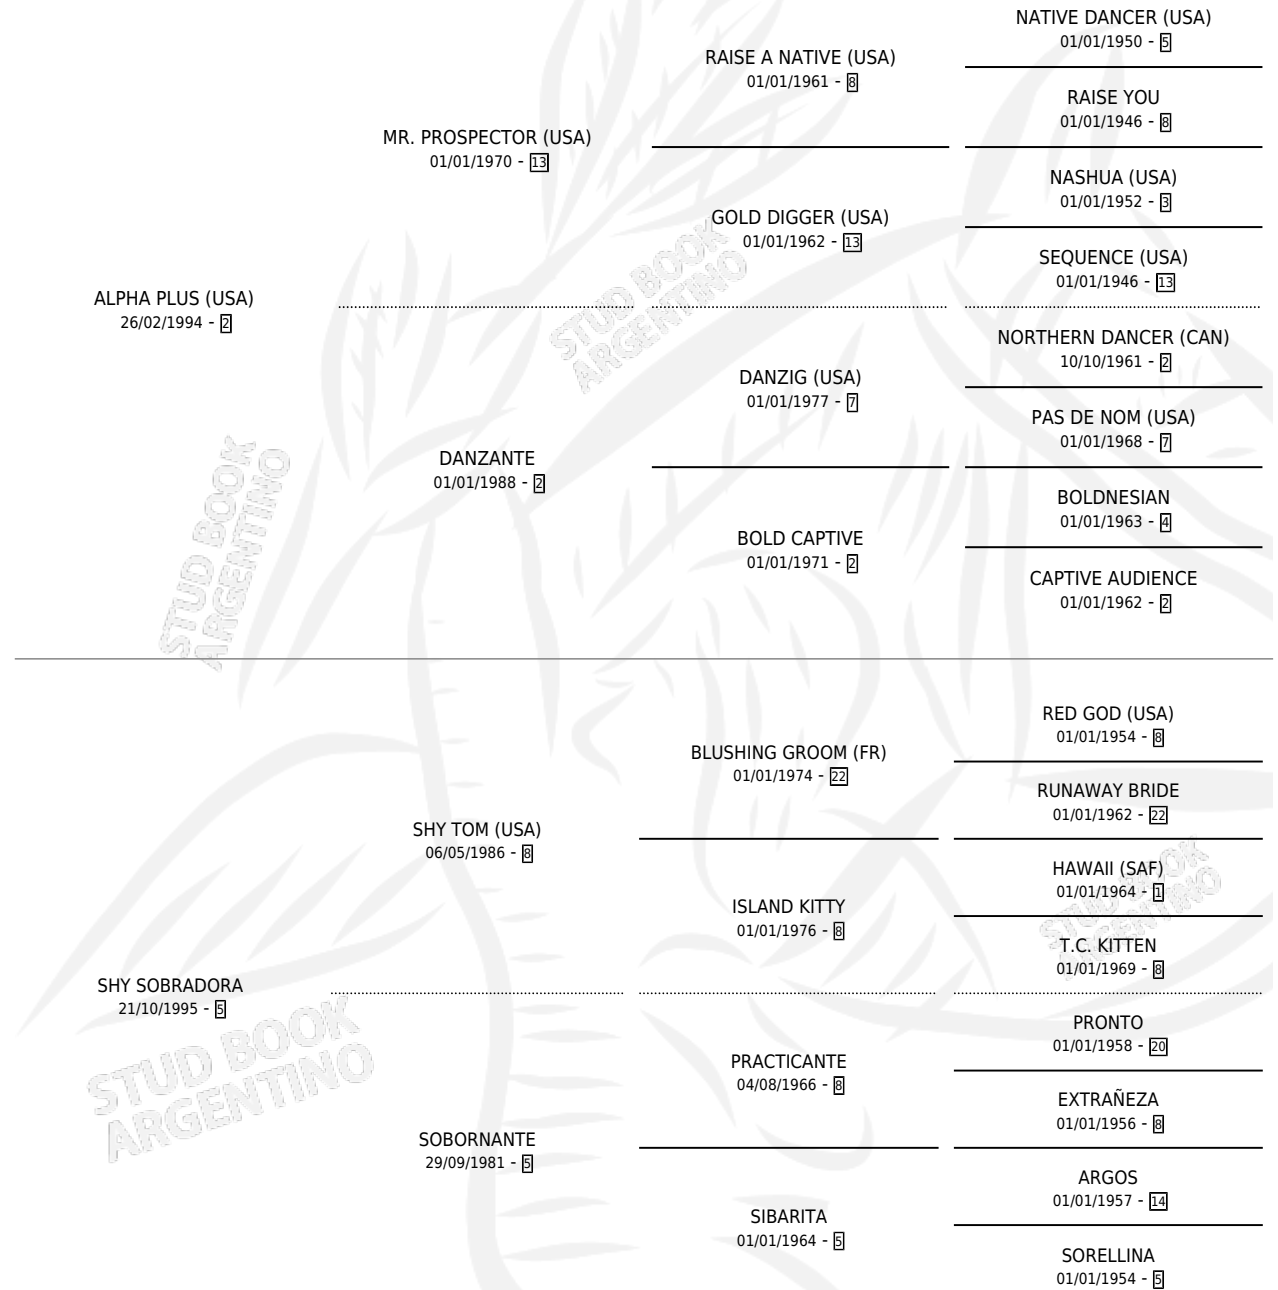 NATIVE DANCER (USA)
01/01/1950 - 5
RAISE A NATIVE (USA)
01/01/1961 - 8
RAISE YOU
01/01/1946 - 8
MR. PROSPECTOR (USA)
01/01/1970 - 13
NASHUA (USA)
01/01/1952 - 3
GOLD DIGGER (USA)
01/01/1962 - 13
SEQUENCE (USA)
01/01/1946 - 13
ALPHA PLUS (USA)
26/02/1994 - 2
STUD BOOK
ARGENTINO
NORTHERN DANCER (CAN)
10/10/1961 - 2
DANZIG (USA)
01/01/1977 - 7
PAS DE NOM (USA)
01/01/1968 - 7
DANZANTE
01/01/1988 - 2
BOLDNESIAN
01/01/1963 - 4
BOLD CAPTIVE
01/01/1971 - 2
CAPTIVE AUDIENCE
01/01/1962 - 2
STUD BOOK
ARGENTINO
RED GOD (USA)
01/01/1954 - 8
BLUSHING GROOM (FR)
01/01/1974 - 22
RUNAWAY BRIDE
01/01/1962 - 22
SHY TOM (USA)
06/05/1986 - 8
HAWAII (SAF)
01/01/1964 - 1
ISLAND KITTY
01/01/1976 - 8
STUD BOOK
ARGENTINO
T.C. KITTEN
01/01/1969 - 8
SHY SOBRADORA
21/10/1995 - 5
PRONTO
01/01/1958 - 20
PRACTICANTE
04/08/1966 - 8
STUD BOOK
ARGENTINO
EXTRAÑEZA
01/01/1956 - 8
SOBORNANTE
29/09/1981 - 5
ARGOS
01/01/1957 - 14
SIBARITA
01/01/1964 - 5
SORELLINA
01/01/1954 - 5